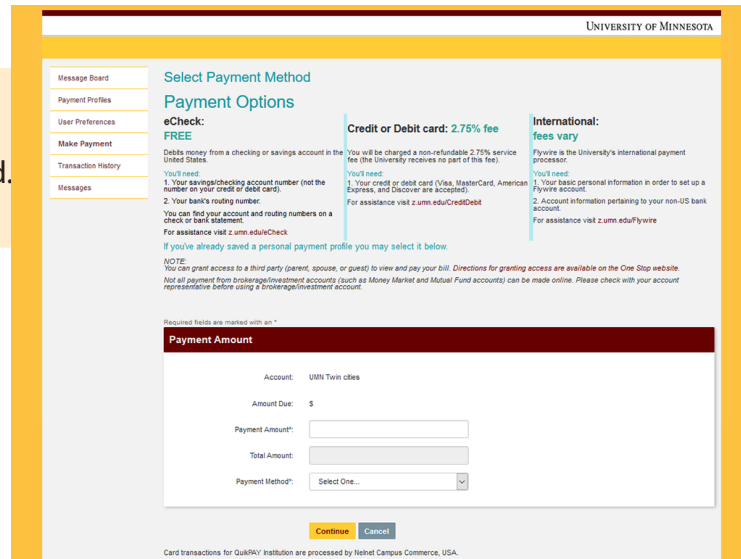 UNIVERSITY OF MINNESOTA
d.
Message Board
Payment Profiles
User Preferences
Make Payment
Transaction History
Messages
Select Payment Method
Payment Options
eCheck:
FREE
Debits money from a checking or savings account in the
United States.
You'll need:
1. Your savings/checking account number (not the
number on your credit or debit card).
2. Your bank's routing number.
You can find your account and routing numbers on a
check or bank statement.
For assistance visit z.umn.edu/eCheck
Credit or Debit card: 2.75% fee
You will be charged a non-refundable 2.75% service
fee (the University receives no part of this fee).
You'll need:
1. Your credit or debit card (Visa, MasterCard, American
Express, and Discover are accepted).
For assistance visit z.umn.edu/CreditDebit
International:
fees vary
Flywire is the University's international payment
processor.
You'll need:
1. Your basic personal information in order to set up a
Flywire account.
2. Account information pertaining to your non-US bank
account.
For assistance visit z.umn.edu/Flywire
If you've already saved a personal payment profile you may select it below.
NOTE:
You can grant access to a third party (parent, spouse, or guest) to view and pay your bill. Directions for granting access are available on the One Stop website.
Not all payment from brokerage/investment accounts (such as Money Market and Mutual Fund accounts) can be made online. Please check with your account
representative before using a brokerage/investment account.
Required fields are marked with an *
Payment Amount
Account: UMN Twin cities
Amount Due: $
Payment Amount*:
Total Amount:
Payment Method*: Select One...
Continue Cancel
Card transactions for QuikPAY Institution are processed by Nelnet Campus Commerce, USA.